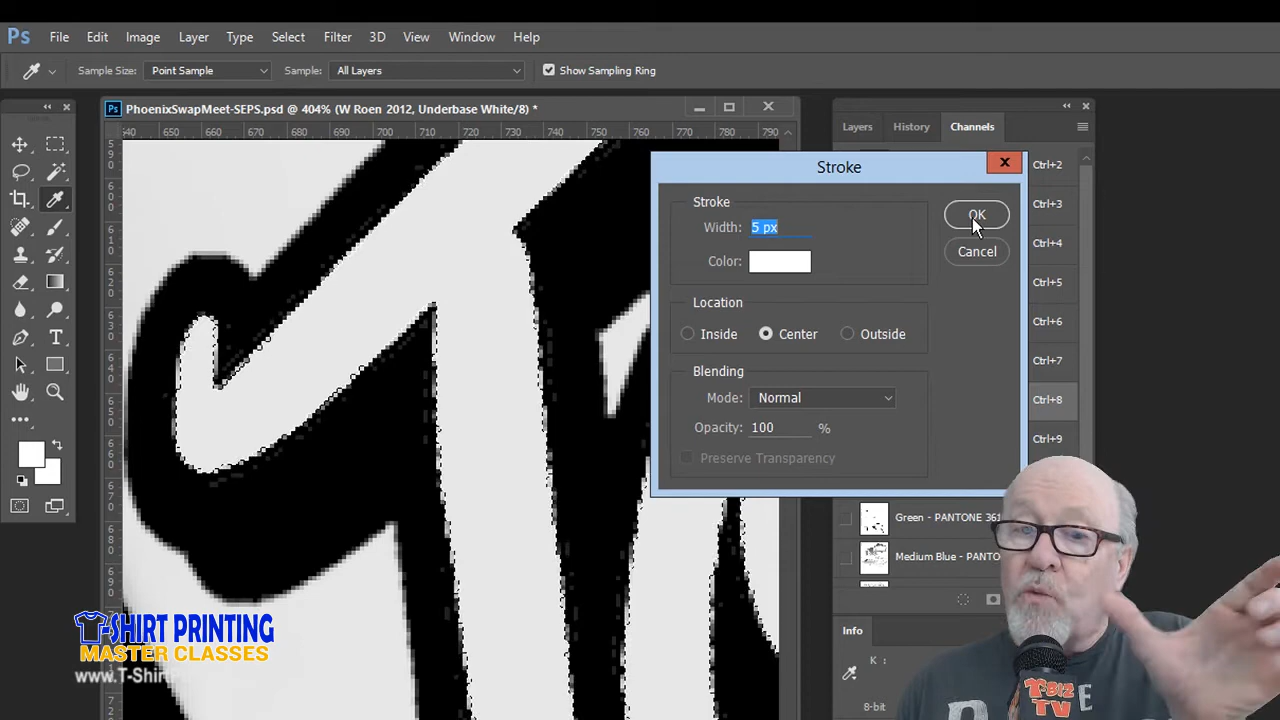 Ps File Edit Image Layer Type Select Filter 3D View Window Help
Sample Size: Point Sample Sample: All Layers Show Sampling Ring
PhoenixSwapMeet-SEPS.psd @ 404% (W Roen 2012, Underbase White/8) *
Layers History Channels
650 660 670 680 690 700 710 720 730 740 750 760 770 780 790
Ctrl+2
Ctrl+3
Ctrl+4
Ctrl+5
Ctrl+6
Ctrl+7
Ctrl+8
Ctrl+9
Stroke
Stroke
Width: 5 px
Color:
OK
Cancel
Location
Inside Center Outside
Blending
Mode: Normal
Opacity: 100 %
Preserve Transparency
Green - PANTONE 361
Medium Blue - PANTO
Info
K :
8-bit
T-SHIRT PRINTING
MASTER CLASSES
www.T-ShirtP
T-BIZ
TV